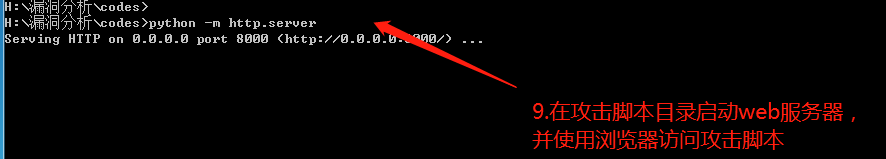 H:\漏洞分析\codes>
H:\漏洞分析\codes>python -m http.server
Serving HTTP on 0.0.0.0 port 8000 (http://0.0.0.0:8000/) ...
9.在攻击脚本目录启动web服务器，
并使用浏览器访问攻击脚本